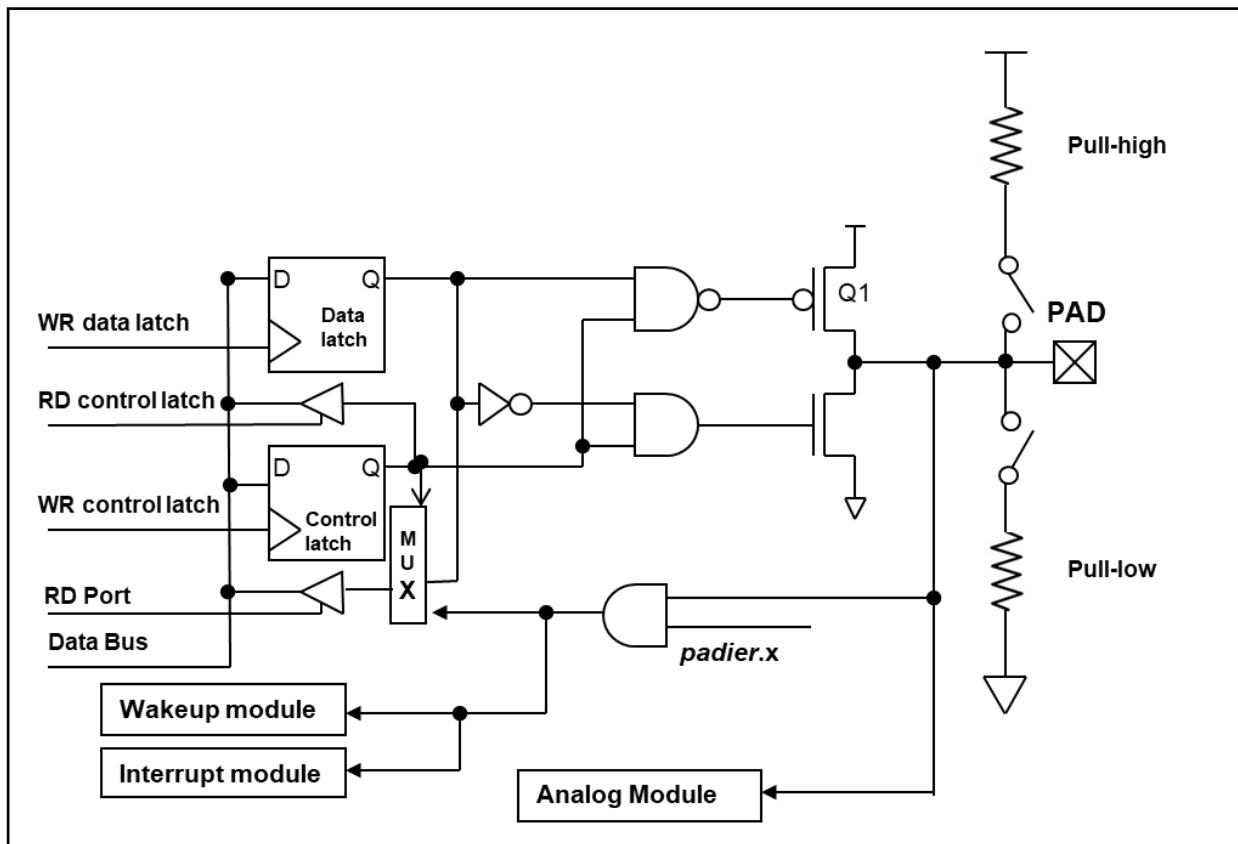 Pull-high
D
Q
Data
latch
Q1
WR data latch
PAD
RD control latch
D
Q
WR control latch
Control
latch
M
U
X
Pull-low
RD Port
Data Bus
padier.x
Wakeup module
Interrupt module
Analog Module